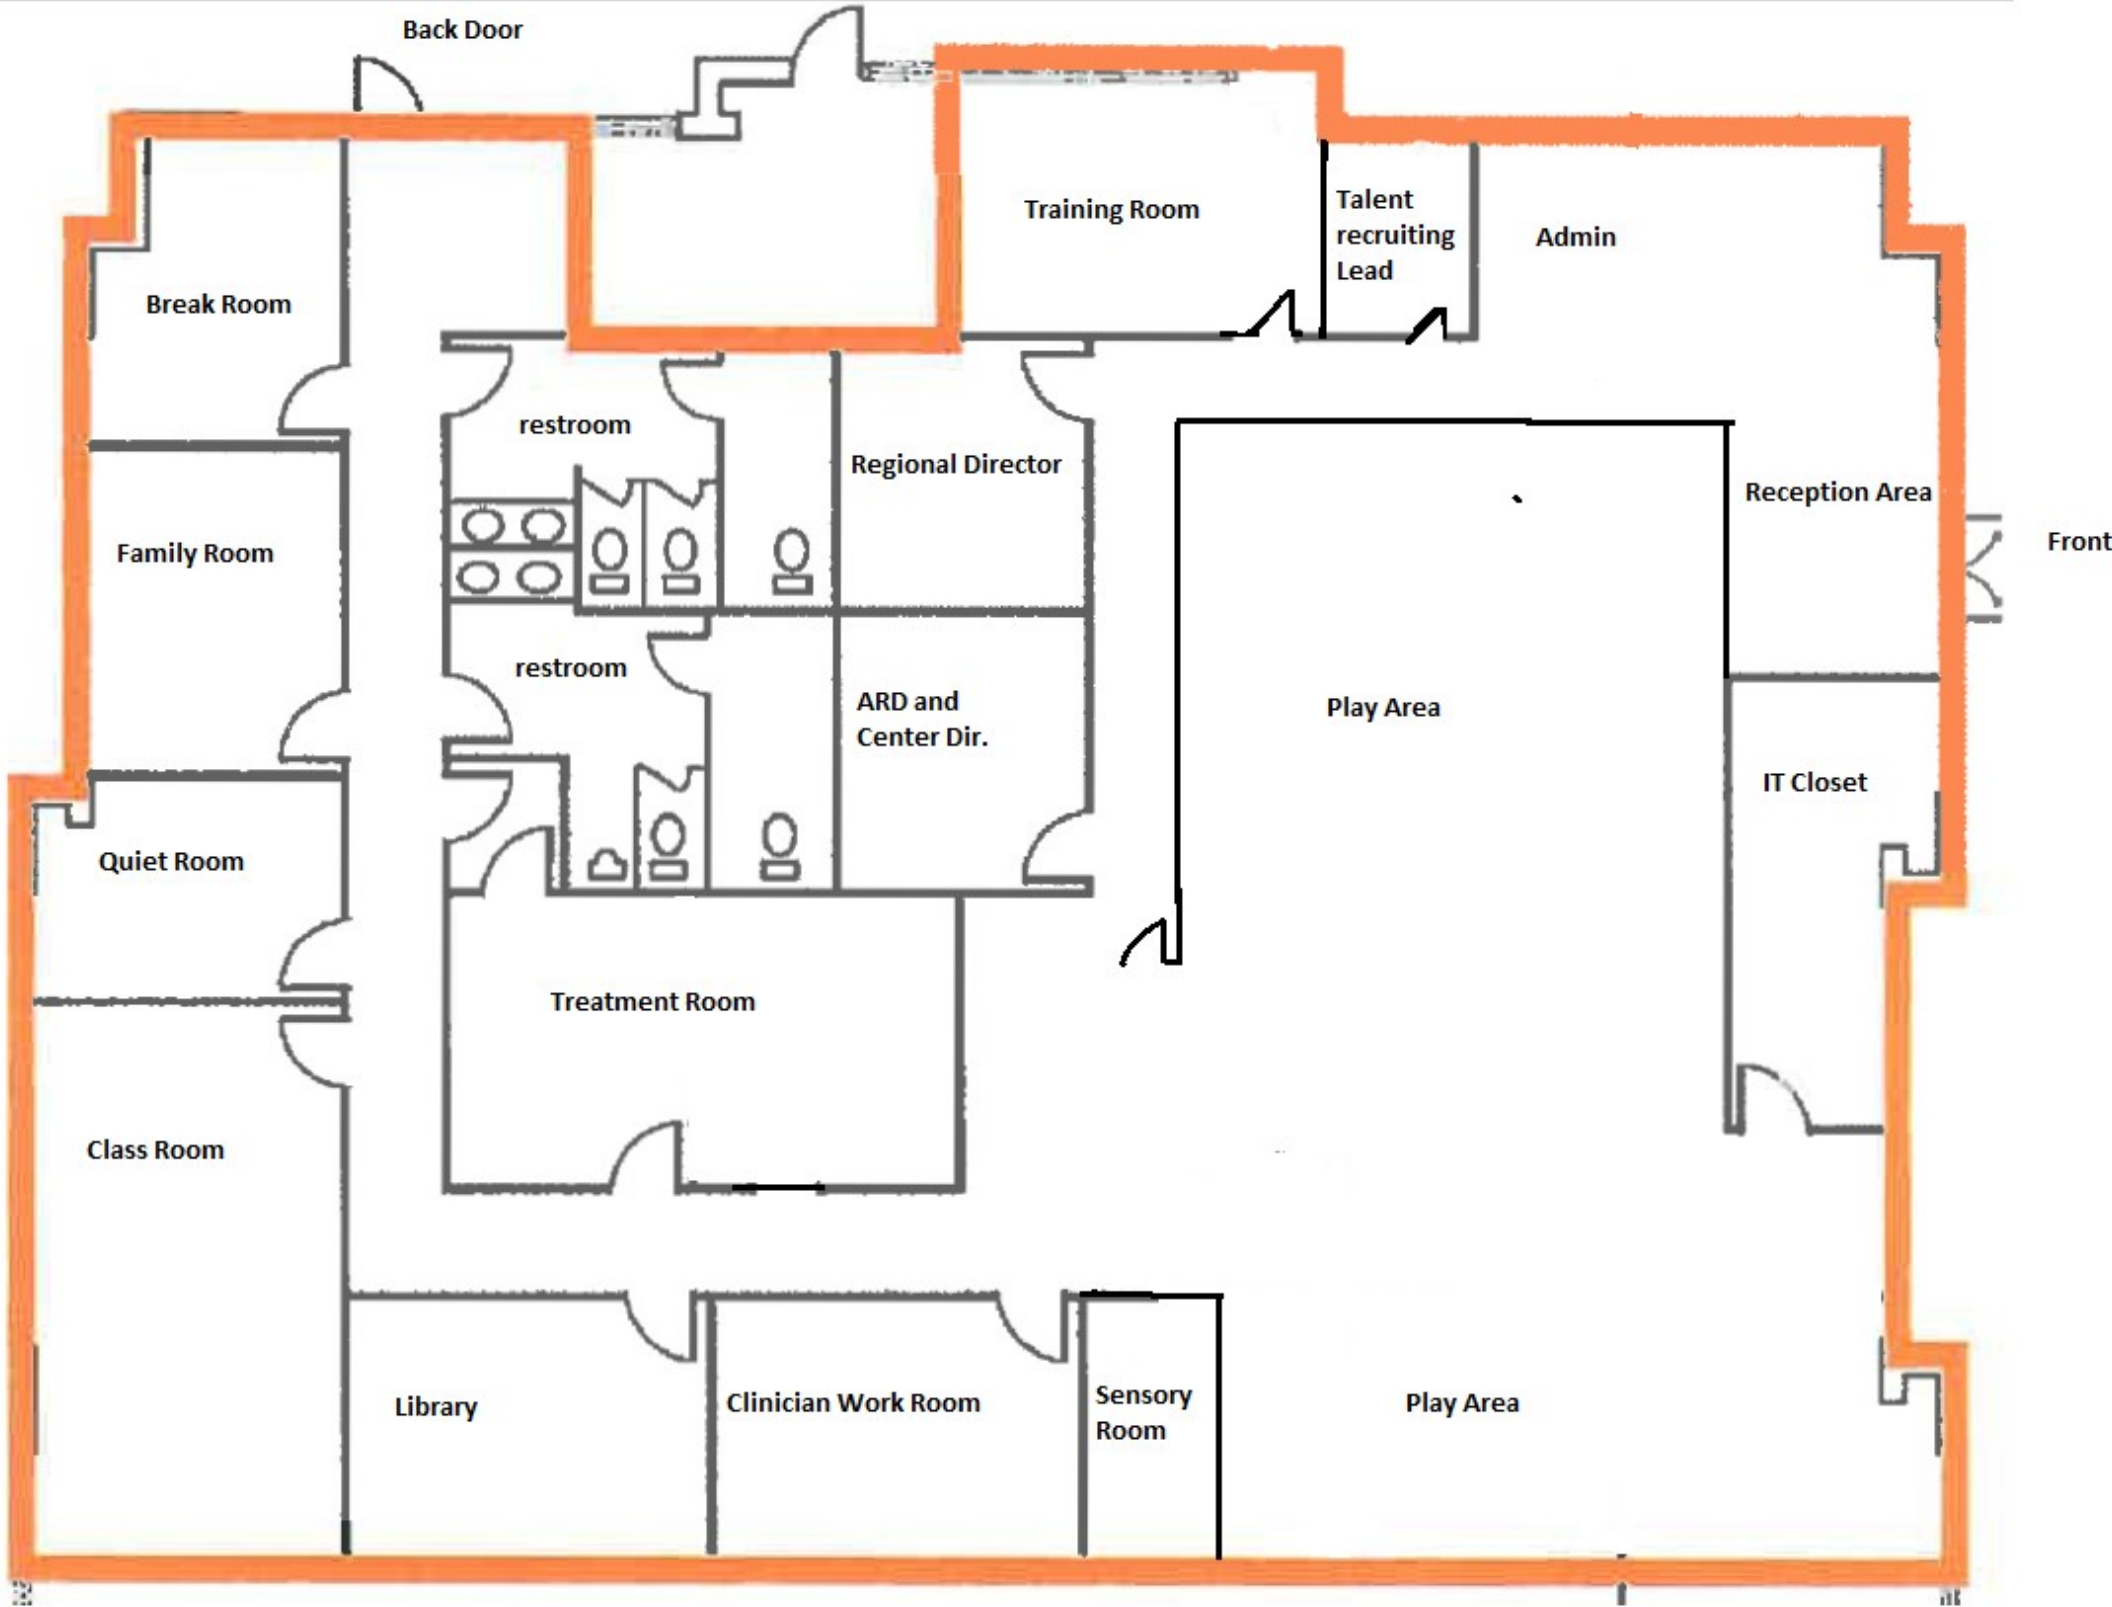 Back Door
Training Room
Talent
recruiting
Lead
Admin
Break Room
restroom
Regional Director
Reception Area
Front
Family Room
restroom
ARD and
Center Dir.
Play Area
IT Closet
Quiet Room
Treatment Room
Class Room
Library
Clinician Work Room
Sensory
Room
Play Area